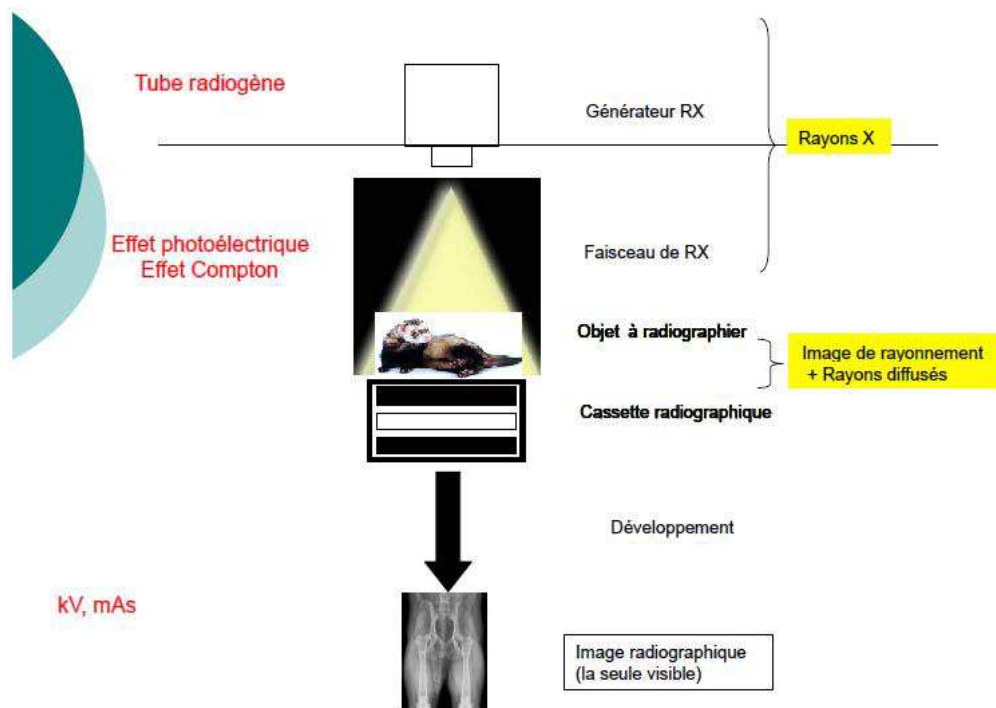 Tube radiogène
Générateur RX
Rayons X
Effet photoélectrique
Effet Compton
Faisceau de RX
Objet à radiographier
Image de rayonnement
+ Rayons diffusés
Cassette radiographique
Développement
kV, mAs
Image radiographique
(la seule visible)